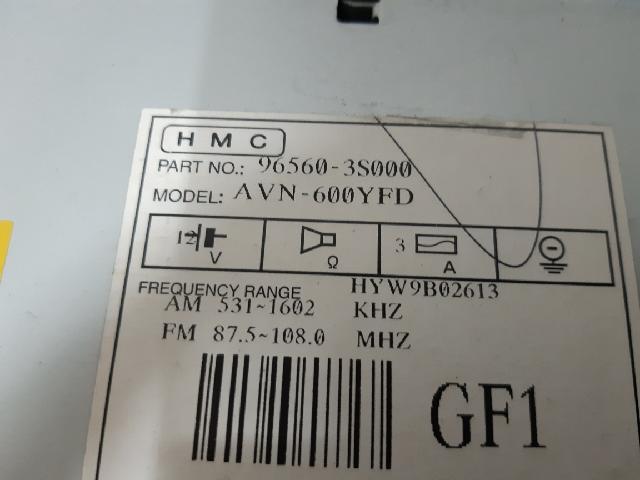 HMC
PART NO.: 96560-3S000
MODEL: AVN-600YFD
12 V
Ω
3 A
FREQUENCY RANGE HYW9B02613
AM 531~1602 KHZ
FM 87.5~108.0 MHZ
GF1